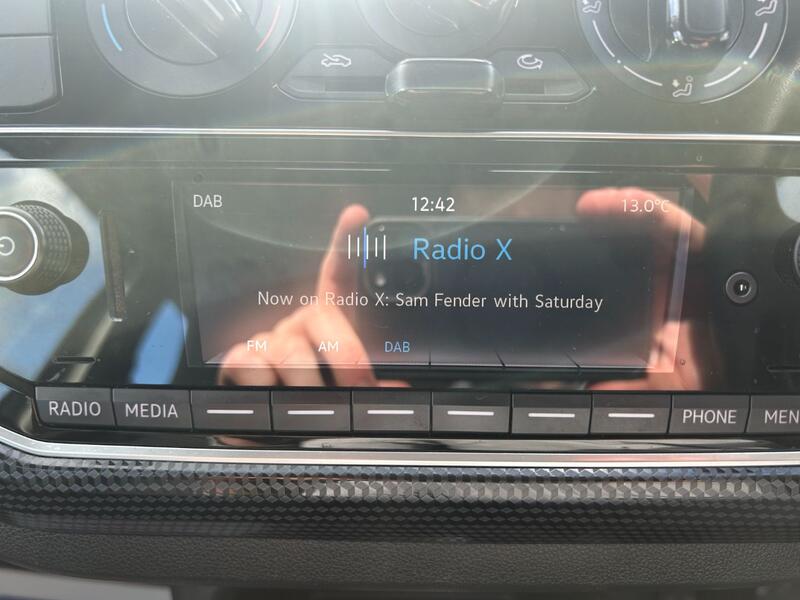 DAB 12:42 13.0°C
Radio X
Now on Radio X: Sam Fender with Saturday
FM AM DAB
RADIO MEDIA PHONE MEN